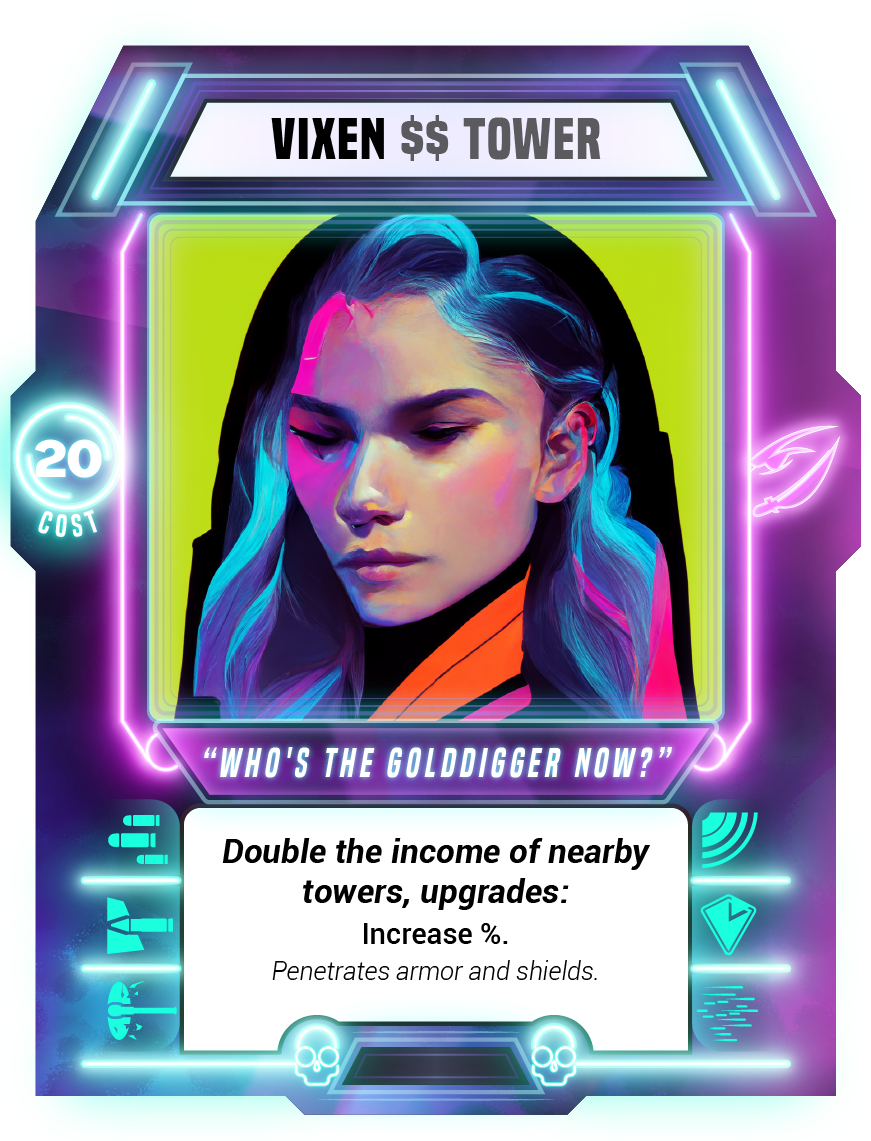 VIXEN $$ TOWER
20
COST
“WHO'S THE GOLDDIGGER NOW?”
Double the income of nearby
towers, upgrades:
Increase %.
Penetrates armor and shields.